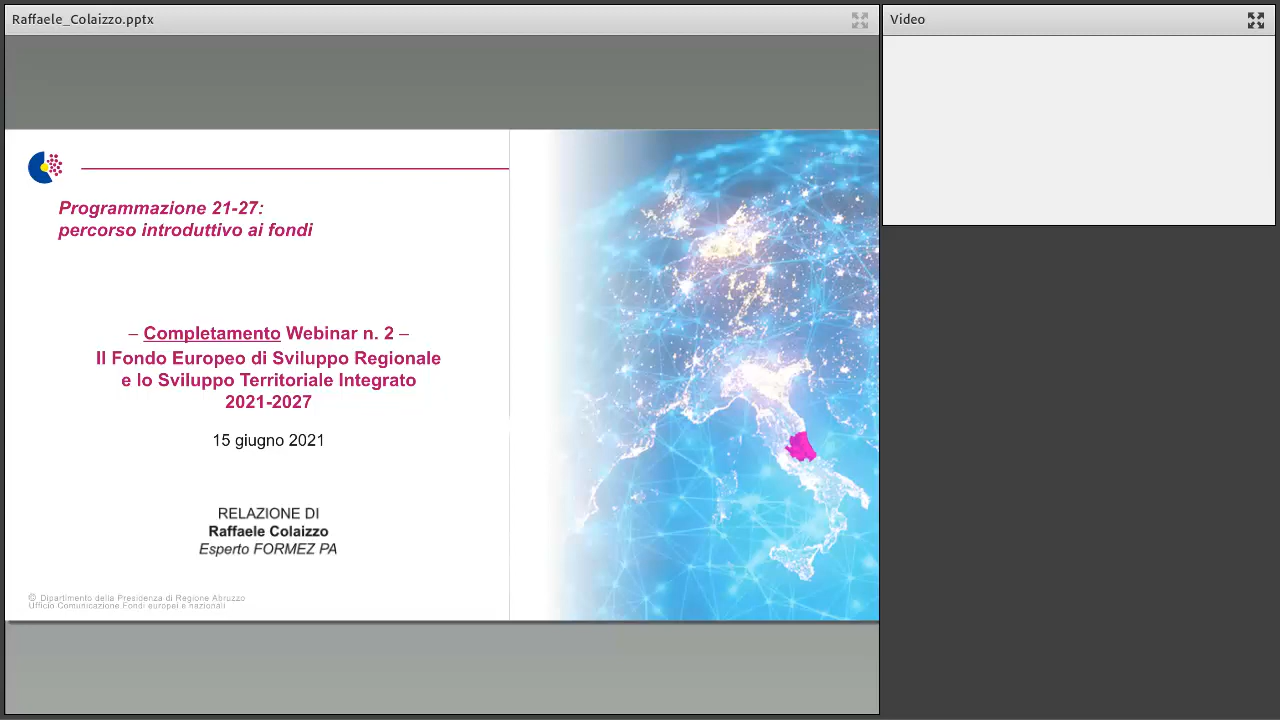 Raffaele_Colaizzo.pptx
Video
Programmazione 21-27:
percorso introduttivo ai fondi
– Completamento Webinar n. 2 –
Il Fondo Europeo di Sviluppo Regionale
e lo Sviluppo Territoriale Integrato
2021-2027
15 giugno 2021
RELAZIONE DI
Raffaele Colaizzo
Esperto FORMEZ PA
© Dipartimento della Presidenza di Regione Abruzzo
Ufficio Comunicazione Fondi europei e nazionali